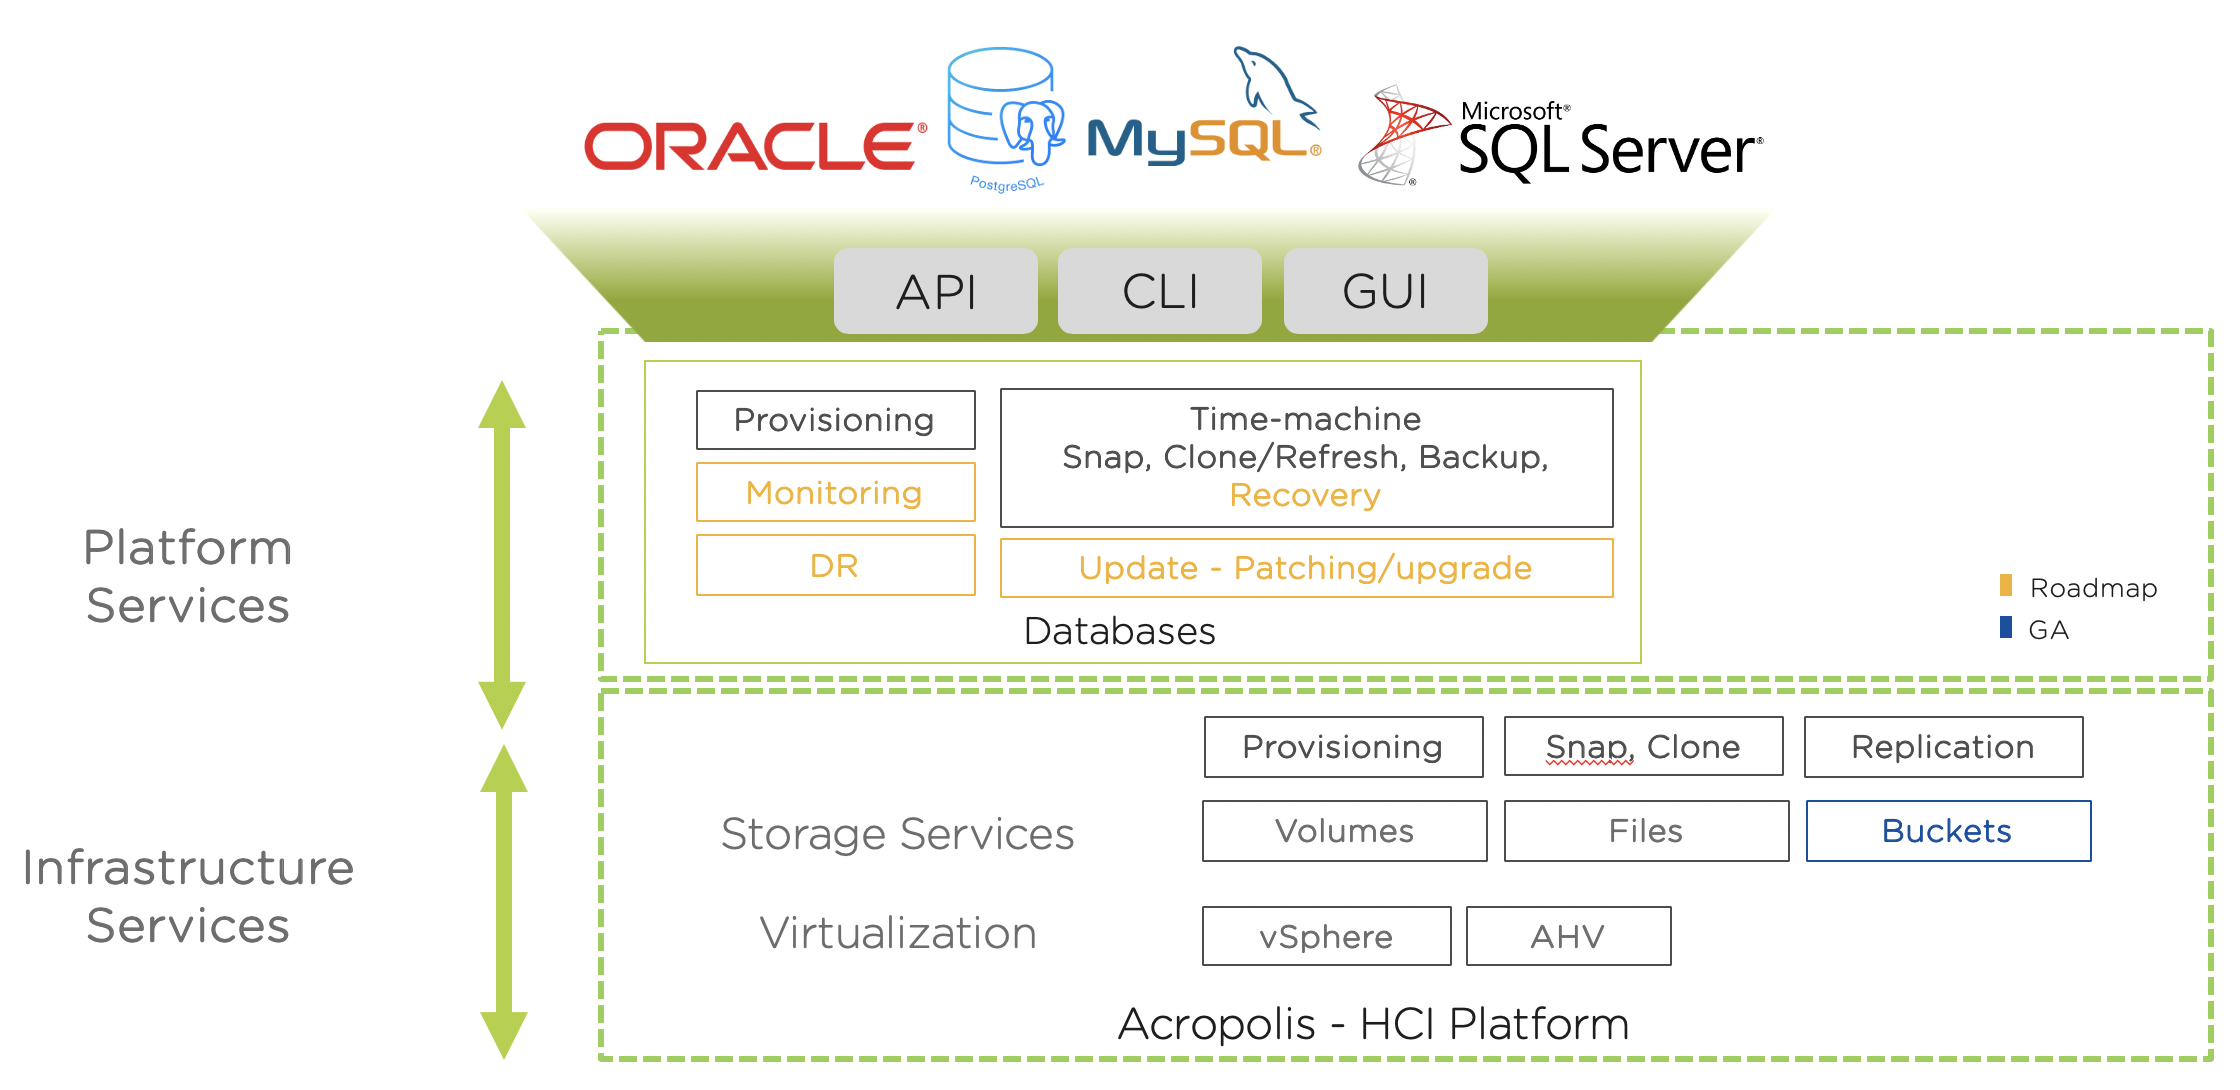 ORACLE®
PostgreSQL
MySQL®
Microsoft®
SQL Server®
®
API
CLI
GUI
Platform
Services
Provisioning
Monitoring
DR
Time-machine
Snap, Clone/Refresh, Backup,
Recovery
Update - Patching/upgrade
Databases
Roadmap
GA
Infrastructure
Services
Provisioning
Snap, Clone
Replication
Storage Services
Volumes
Files
Buckets
Virtualization
vSphere
AHV
Acropolis - HCI Platform